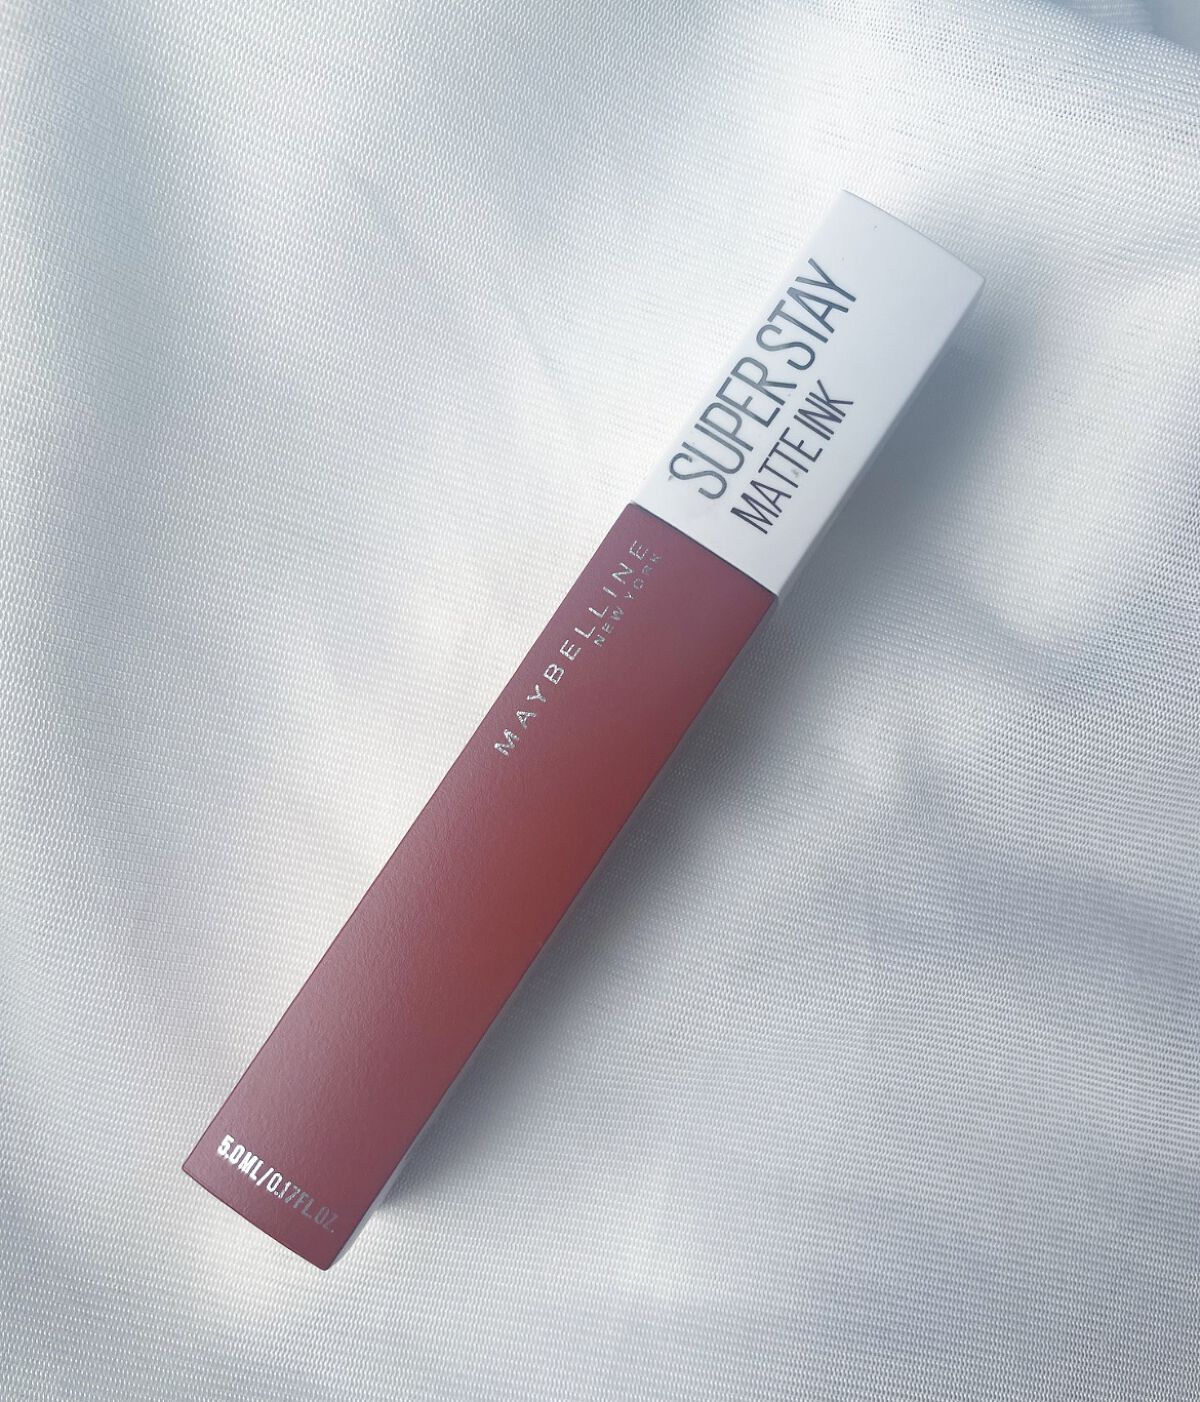 SUPER STAY
MATTE INK
MAYBELLINE
NEW YORK
5.0ML/0.17FL.OZ.